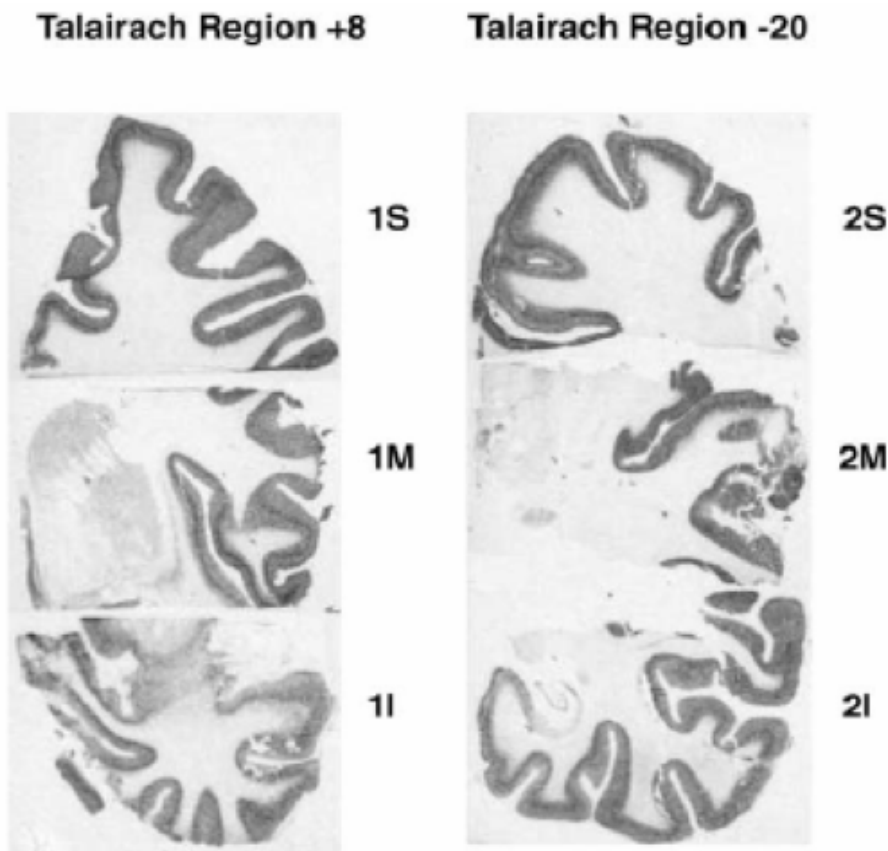 Talairach Region +8
Talairach Region -20
1S
2S
1M
2M
1I
2I